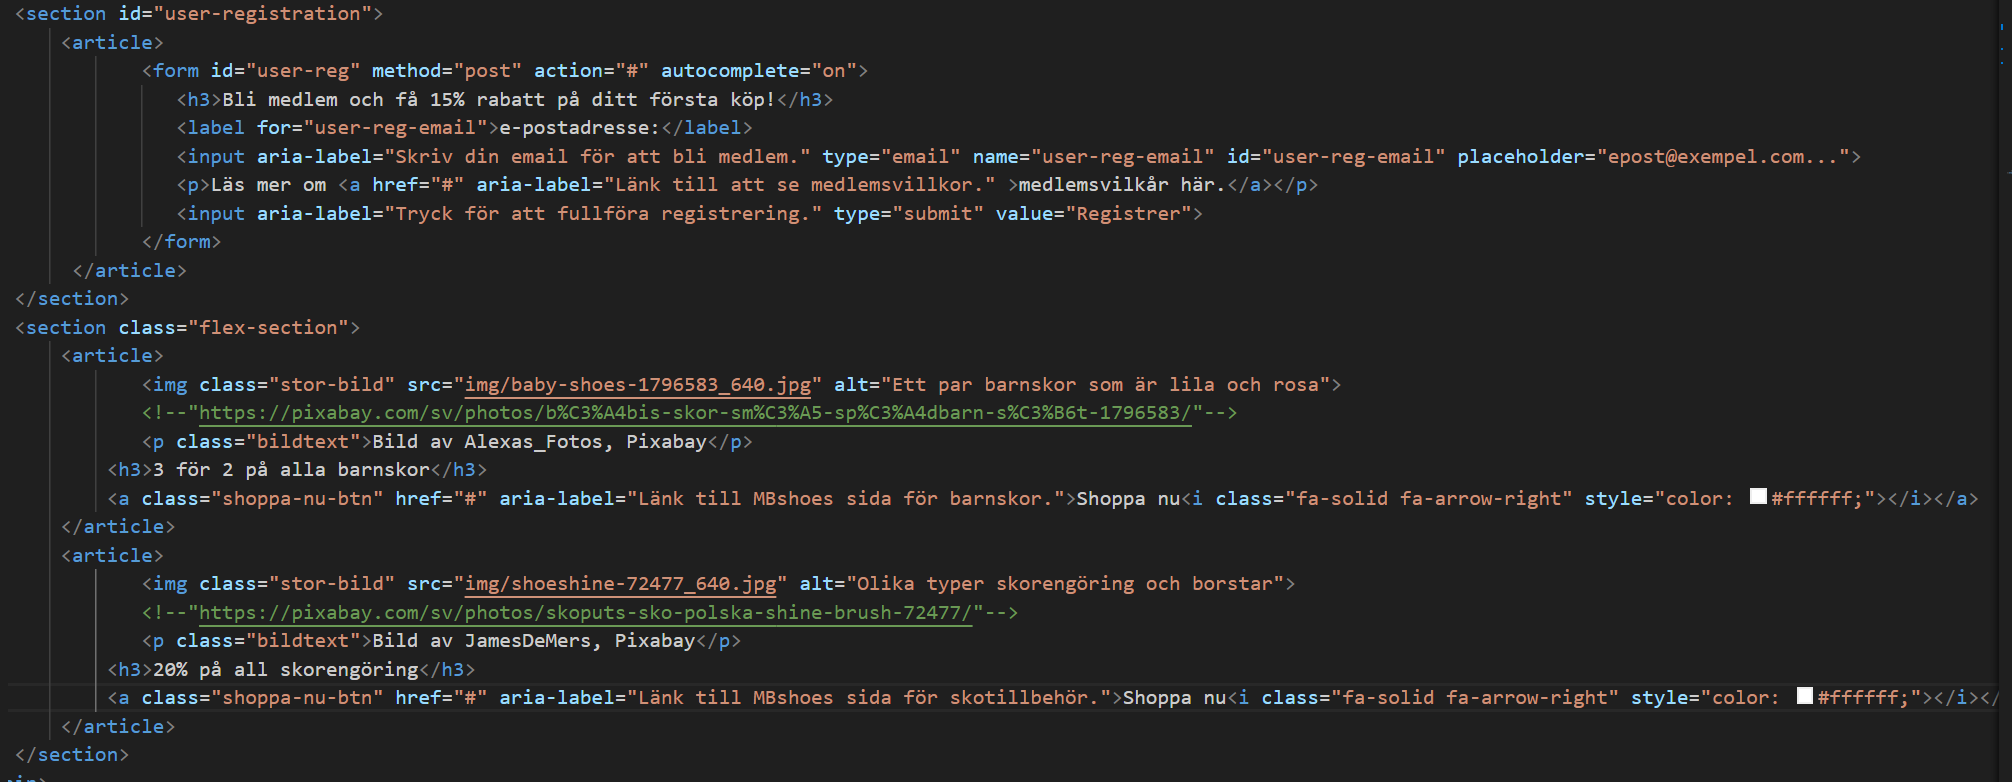 <section id="user-registration">
<article>
<form id="user-reg" method="post" action="#" autocomplete="on">
<h3>Bli medlem och få 15% rabatt på ditt första köp!</h3>
<label for="user-reg-email">e-postadresse:</label>
<input aria-label="Skriv din email för att bli medlem." type="email" name="user-reg-email" id="user-reg-email" placeholder="epost@exempel.com...">
<p>Läs mer om <a href="#" aria-label="Länk till att se medlemsvillkor." >medlemsvilkår här.</a></p>
<input aria-label="Tryck för att fullföra registrering." type="submit" value="Registrer">
</form>
</article>
</section>
<section class="flex-section">
<article>
<img class="stor-bild" src="img/baby-shoes-1796583_640.jpg" alt="Ett par barnskor som är lila och rosa">
<!--"https://pixabay.com/sv/photos/b%C3%A4bis-skor-sm%C3%A5-sp%C3%A4dbarn-s%C3%B6t-1796583/"-->
<p class="bildtext">Bild av Alexas_Fotos, Pixabay</p>
<h3>3 för 2 på alla barnskor</h3>
<a class="shoppa-nu-btn" href="#" aria-label="Länk till MBshoes sida för barnskor.">Shoppa nu<i class="fa-solid fa-arrow-right" style="color: #ffffff;"></i></a>
</article>
<article>
<img class="stor-bild" src="img/shoeshine-72477_640.jpg" alt="Olika typer skorengöring och borstar">
<!--"https://pixabay.com/sv/photos/skoputs-sko-polska-shine-brush-72477/"-->
<p class="bildtext">Bild av JamesDeMers, Pixabay</p>
<h3>20% på all skorengöring</h3>
<a class="shoppa-nu-btn" href="#" aria-label="Länk till MBshoes sida för skotillbehör.">Shoppa nu<i class="fa-solid fa-arrow-right" style="color: #ffffff;"></i></
</article>
</section>